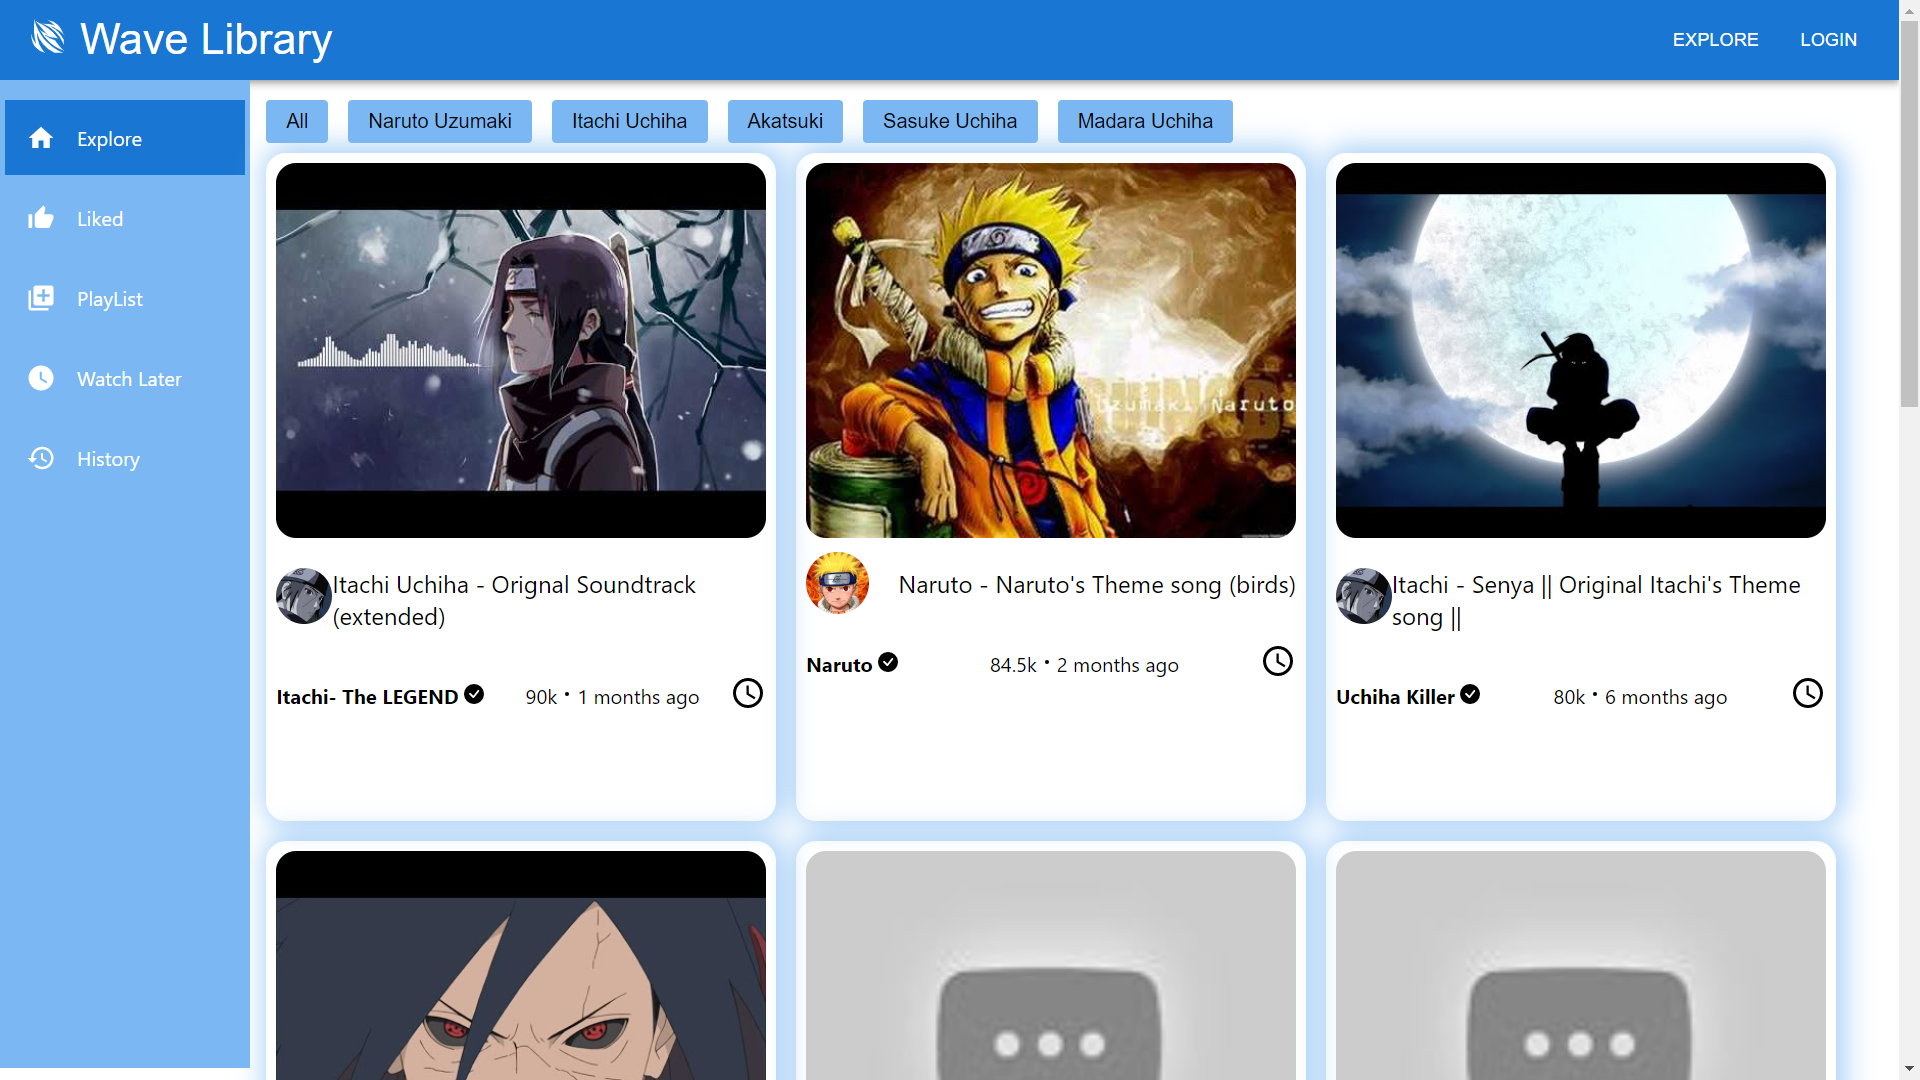 Wave Library
EXPLORE
LOGIN
Explore
Liked
PlayList
Watch Later
History
All
Naruto Uzumaki
Itachi Uchiha
Akatsuki
Sasuke Uchiha
Madara Uchiha
Uzumaki Naruto
Itachi Uchiha - Orignal Soundtrack
(extended)
Itachi- The LEGEND
90k • 1 months ago
Naruto - Naruto's Theme song (birds)
Naruto
84.5k • 2 months ago
Itachi - Senya || Original Itachi's Theme
song ||
Uchiha Killer
80k • 6 months ago